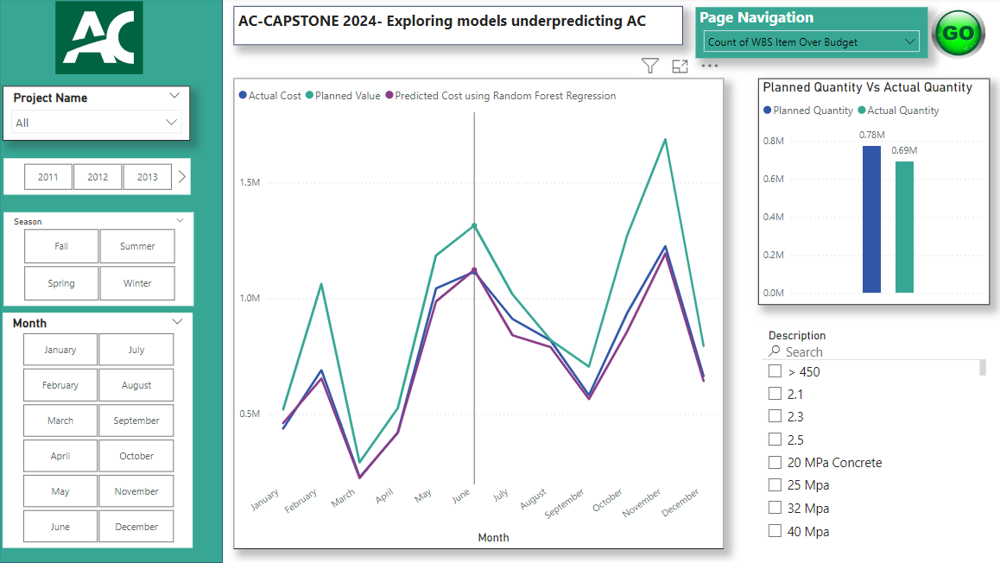 AC
AC-CAPSTONE 2024- Exploring models underpredicting AC
Page Navigation
Count of WBS Item Over Budget
GO
Project Name
All
2011 2012 2013
Season
Fall Summer
Spring Winter
Month
January July
February August
March September
April October
May November
June December
Actual Cost Planned Value Predicted Cost using Random Forest Regression
1.5M
1.0M
0.5M
January February March April May June July August September October November December
Month
Planned Quantity Vs Actual Quantity
Planned Quantity Actual Quantity
0.78M
0.69M
0.8M
0.6M
0.4M
0.2M
0.0M
Description
Search
> 450
2.1
2.3
2.5
20 MPa Concrete
25 Mpa
32 Mpa
40 Mpa